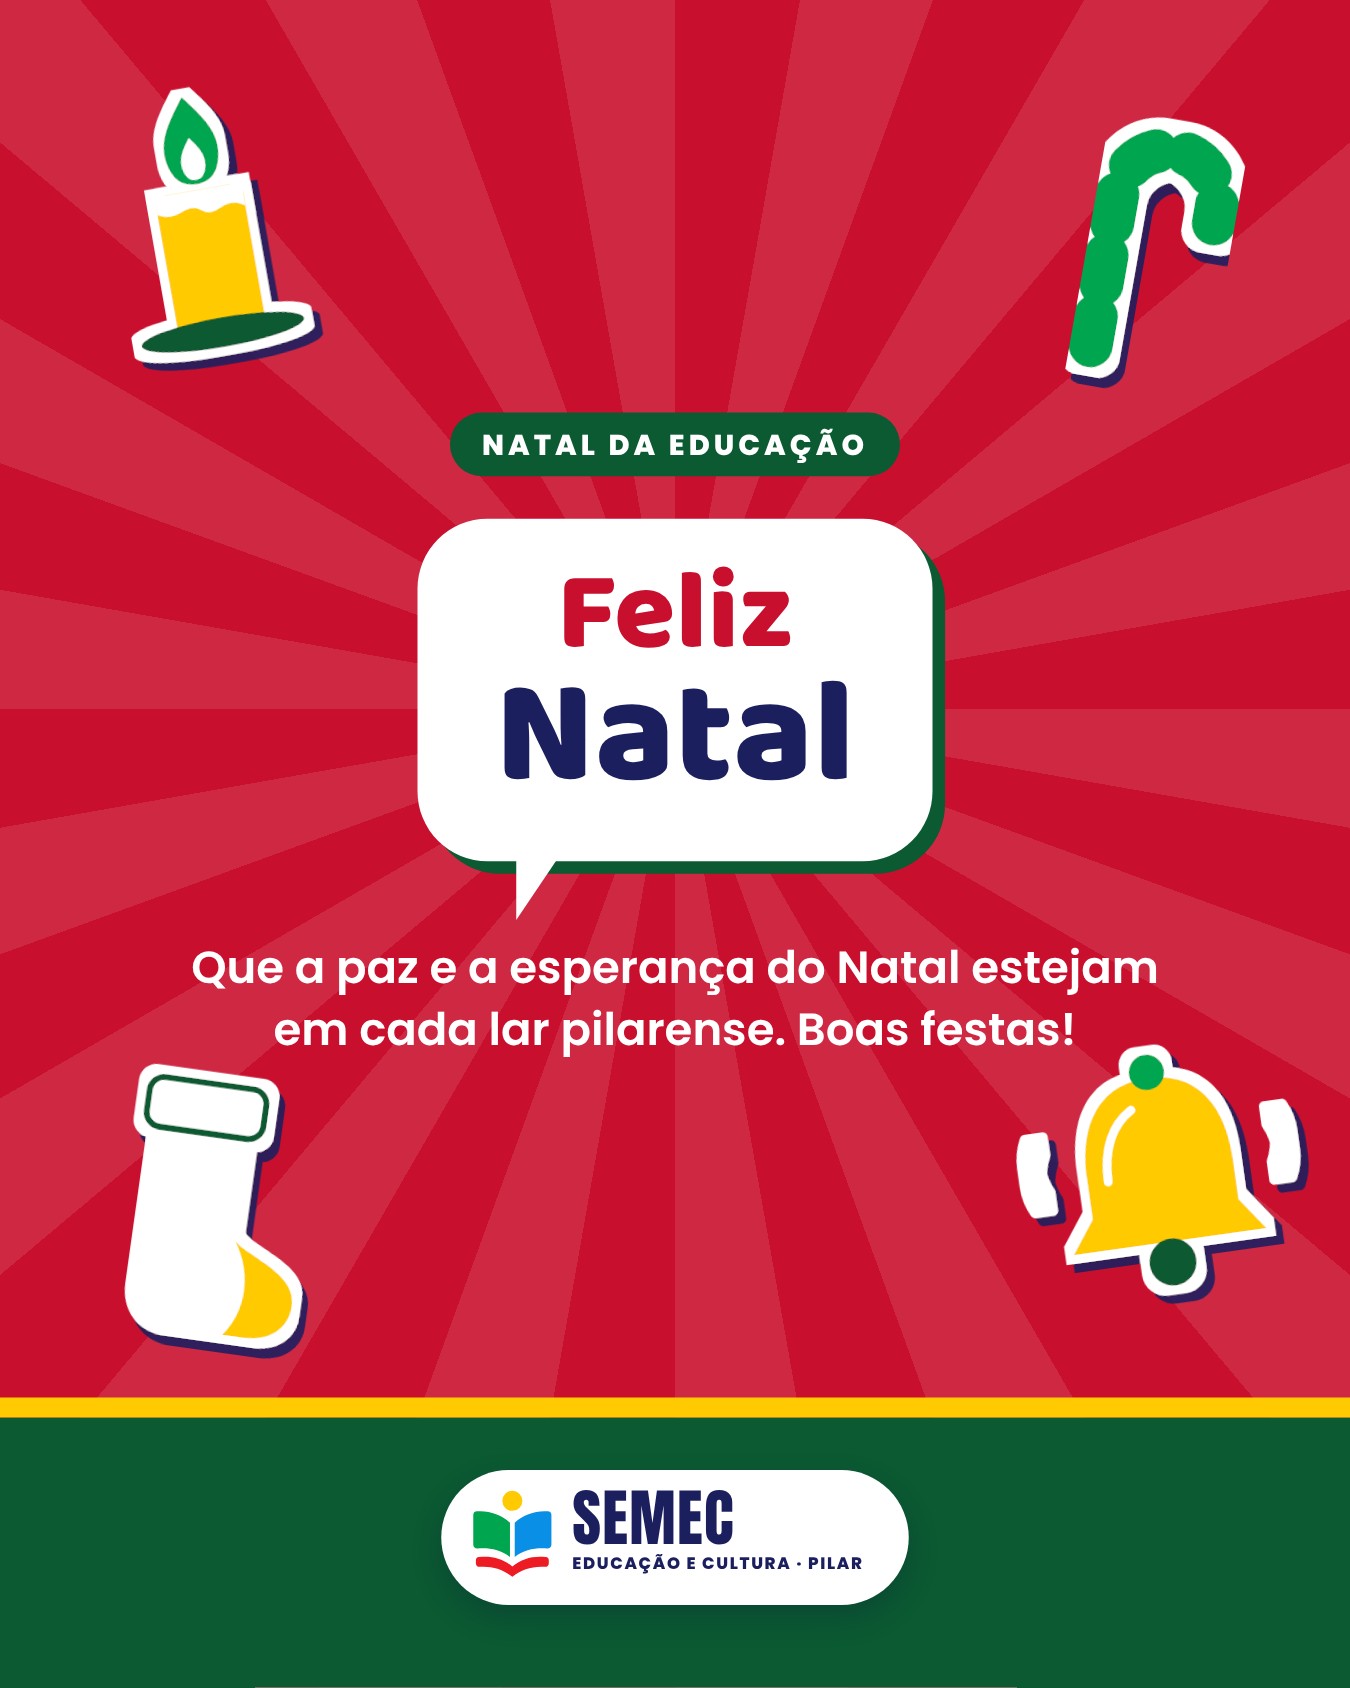 NATAL DA EDUCAÇÃO
Feliz
Natal
Que a paz e a esperança do Natal estejam
em cada lar pilarense. Boas festas!
SEMEC
EDUCAÇÃO E CULTURA · PILAR